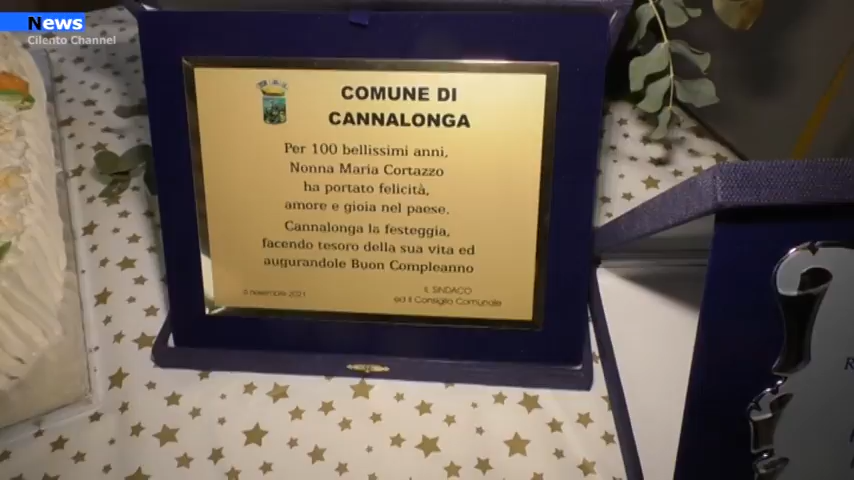 News
Cilento Channel
COMUNE DI
CANNALONGA
Per 100 bellissimi anni,
Nonna Maria Cortazzo
ha portato felicità,
amore e gioia nel paese.
Cannalonga la festeggia,
facendo tesoro della sua vita ed
augurandole Buon Compleanno
novembre 2021
IL SINDACO
ed il Consiglio Comunale